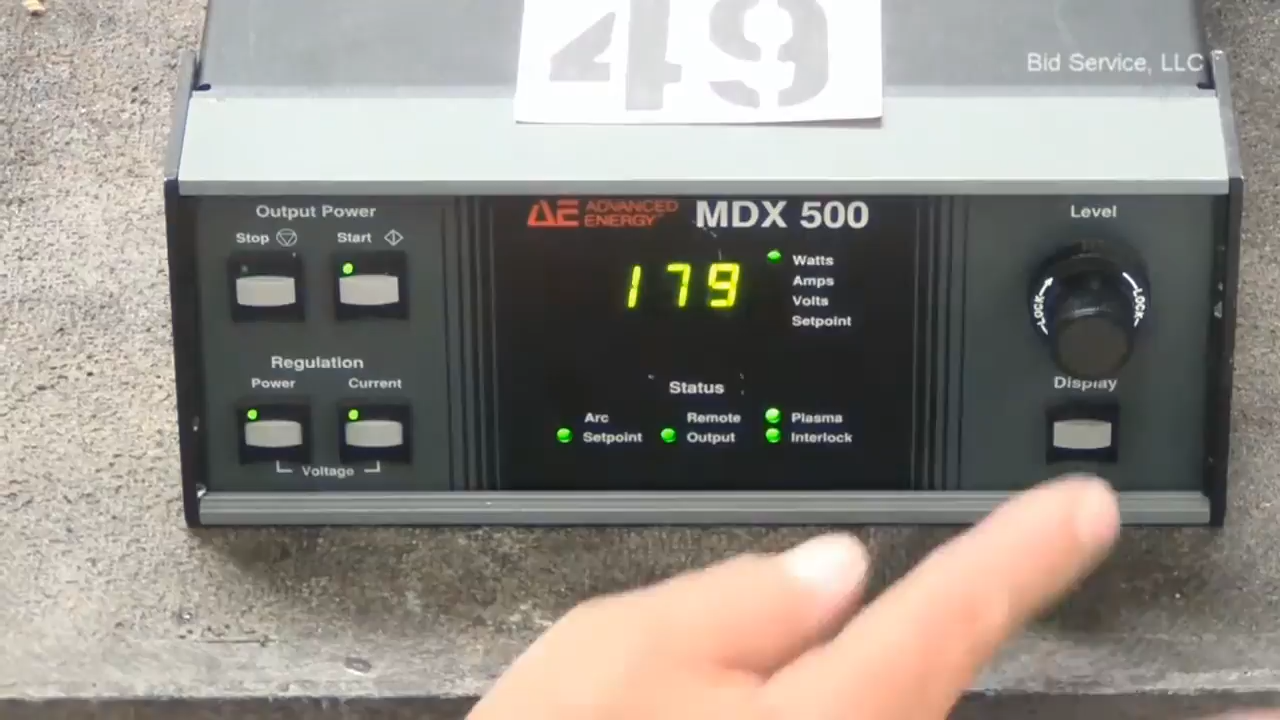 49
Bid Service, LLC
Output Power
Stop Start
Regulation
Power Current
Voltage
AE ADVANCED ENERGY MDX 500
179
Watts
Amps
Volts
Setpoint
Status
Arc Remote Plasma
Setpoint Output Interlock
Level
LOCK LOCK
Display